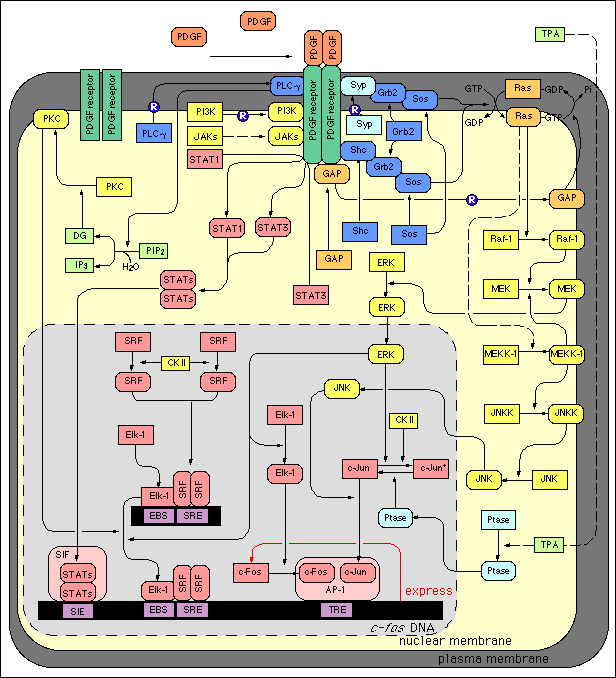 PDGF
PDGF
TPA
PDGF
PDGF
PDGF receptor
PDGF receptor
PDGF receptor
PDGF receptor
PLC-γ
Syp
Grb2
Sos
GTP
GDP
Ras
GDP
Pi
GTP
Ras
PKC
R
PLC-γ
PI3K
R
PI3K
JAKs
JAKs
R
Syp
Grb2
STAT1
Shc
Grb2
Sos
GAP
PKC
R
GAP
STAT1
STAT3
Shc
Sos
DG
PIP2
IP3
H2O
GAP
ERK
Raf-1
Raf-1
STATs
STATs
STAT3
ERK
MEK
MEK
SRF
SRF
CK II
SRF
SRF
ERK
MEKK-1
MEKK-1
JNK
Elk-1
CK II
JNKK
JNKK
Elk-1
Elk-1
c-Jun
c-Jun*
JNK
JNK
Elk-1
SRF
SRF
EBS
SRE
Ptase
Ptase
TPA
SIF
STATs
STATs
SIE
Elk-1
SRF
SRF
EBS
SRE
c-Fos
c-Fos
c-Jun
AP-1
TRE
express
Ptase
c-fos DNA
nuclear membrane
plasma membrane